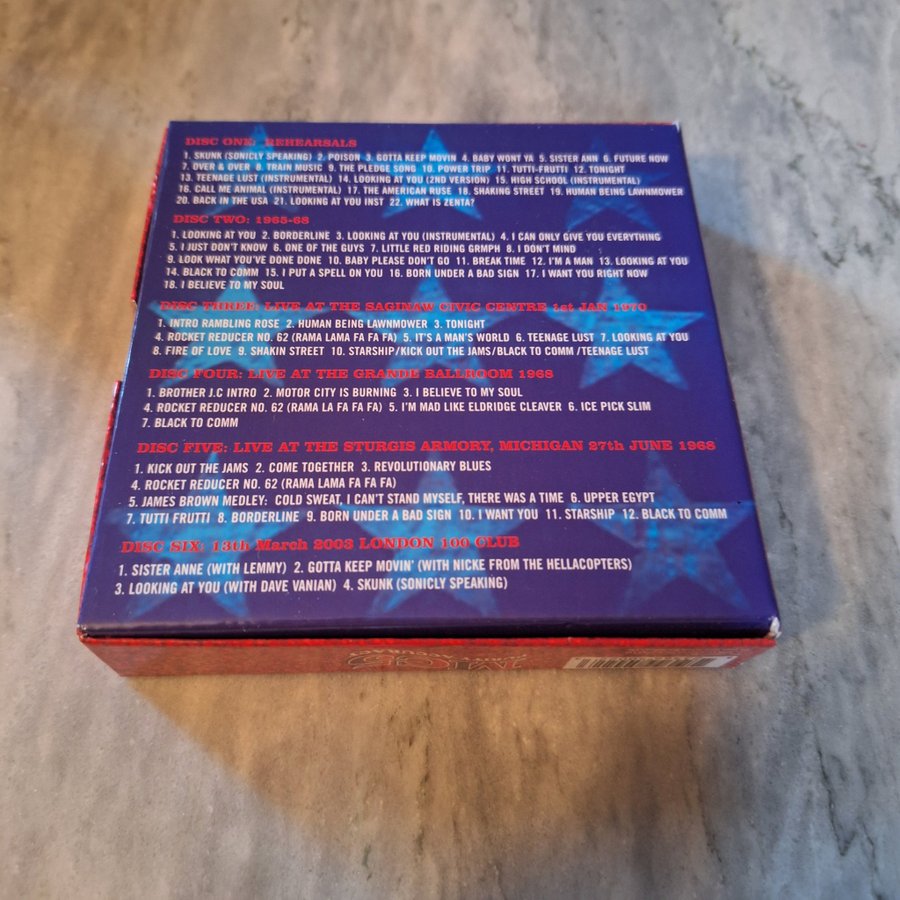 DISC ONE: REHEARSALS
1. SKUNK (SONICLY SPEAKING) 2. POISON 3. GOTTA KEEP MOVIN 4. BABY WONT YA 5. SISTER ANN 6. FUTURE NOW
7. OVER & OVER 8. TRAIN MUSIC 9. THE PLEDGE SONG 10. POWER TRIP 11. TUTTI-FRUTTI 12. TONIGHT
13. TEENAGE LUST (INSTRUMENTAL) 14. LOOKING AT YOU (2ND VERSION) 15. HIGH SCHOOL (INSTRUMENTAL)
16. CALL ME ANIMAL (INSTRUMENTAL) 17. THE AMERICAN RUSE 18. SHAKING STREET 19. HUMAN BEING LAWNMOWER
20. BACK IN THE USA 21. LOOKING AT YOU INST 22. WHAT IS ZENTA?
DISC TWO: 1965-68
1. LOOKING AT YOU 2. BORDERLINE 3. LOOKING AT YOU (INSTRUMENTAL) 4. I CAN ONLY GIVE YOU EVERYTHING
5. I JUST DON'T KNOW 6. ONE OF THE GUYS 7. LITTLE RED RIDING GRMPH 8. I DON'T MIND
9. LOOK WHAT YOU'VE DONE DONE 10. BABY PLEASE DON'T GO 11. BREAK TIME 12. I'M A MAN 13. LOOKING AT YOU
14. BLACK TO COMM 15. I PUT A SPELL ON YOU 16. BORN UNDER A BAD SIGN 17. I WANT YOU RIGHT NOW
18. I BELIEVE TO MY SOUL
DISC THREE: LIVE AT THE SAGINAW CIVIC CENTRE 1st JAN 1970
1. INTRO RAMBLING ROSE 2. HUMAN BEING LAWNMOWER 3. TONIGHT
4. ROCKET REDUCER NO. 62 (RAMA LAMA FA FA FA) 5. IT'S A MAN'S WORLD 6. TEENAGE LUST 7. LOOKING AT YOU
8. FIRE OF LOVE 9. SHAKIN STREET 10. STARSHIP/KICK OUT THE JAMS/BLACK TO COMM /TEENAGE LUST
DISC FOUR: LIVE AT THE GRANDE BALLROOM 1968
1. BROTHER J.C INTRO 2. MOTOR CITY IS BURNING 3. I BELIEVE TO MY SOUL
4. ROCKET REDUCER NO. 62 (RAMA LA FA FA FA) 5. I'M MAD LIKE ELDRIDGE CLEAVER 6. ICE PICK SLIM
7. BLACK TO COMM
DISC FIVE: LIVE AT THE STURGIS ARMORY, MICHIGAN 27th JUNE 1968
1. KICK OUT THE JAMS 2. COME TOGETHER 3. REVOLUTIONARY BLUES
4. ROCKET REDUCER NO. 62 (RAMA LAMA FA FA FA)
5. JAMES BROWN MEDLEY: COLD SWEAT, I CAN'T STAND MYSELF, THERE WAS A TIME 6. UPPER EGYPT
7. TUTTI FRUTTI 8. BORDERLINE 9. BORN UNDER A BAD SIGN 10. I WANT YOU 11. STARSHIP 12. BLACK TO COMM
DISC SIX: 13th March 2003 LONDON 100 CLUB
1. SISTER ANNE (WITH LEMMY) 2. GOTTA KEEP MOVIN' (WITH NICKE FROM THE HELLACOPTERS)
3. LOOKING AT YOU (WITH DAVE VANIAN) 4. SKUNK (SONICLY SPEAKING)